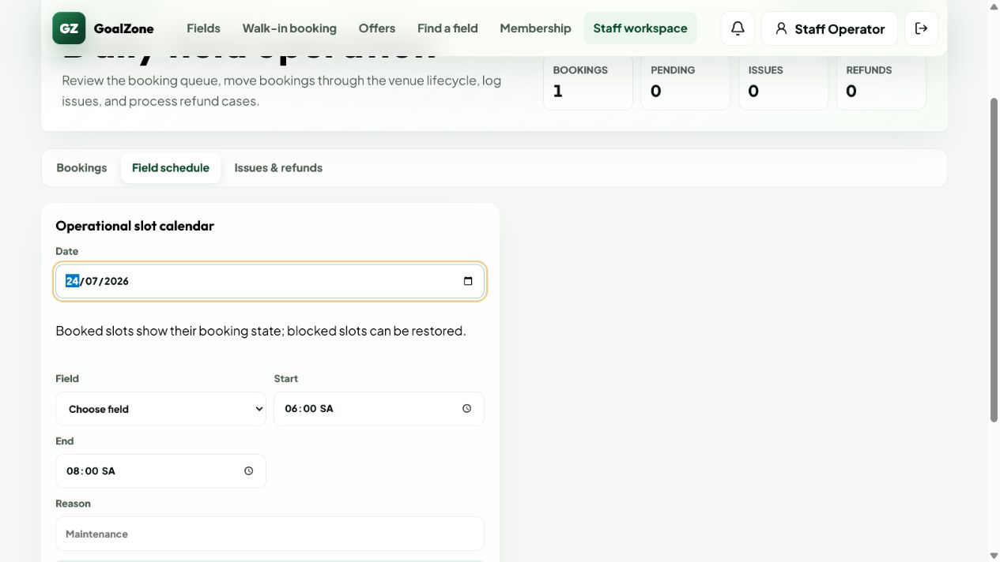 GZ GoalZone Fields Walk-in booking Offers Find a field Membership Staff workspace Staff Operator
Daily field operation
Review the booking queue, move bookings through the venue lifecycle, log
issues, and process refund cases.
BOOKINGS
1
PENDING
0
ISSUES
0
REFUNDS
0
Bookings Field schedule Issues & refunds
Operational slot calendar
Date
24/07/2026
Booked slots show their booking state; blocked slots can be restored.
Field
Choose field
Start
06:00 SA
End
08:00 SA
Reason
Maintenance